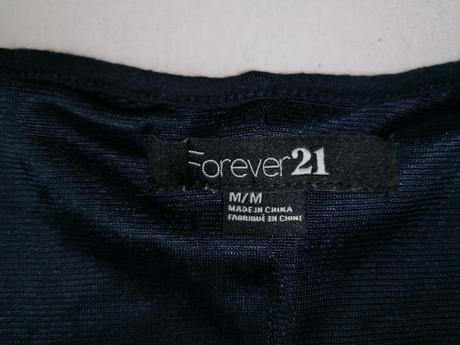 Forever21
M/M
MADE IN CHINA
FABRIQUÉ EN CHINE